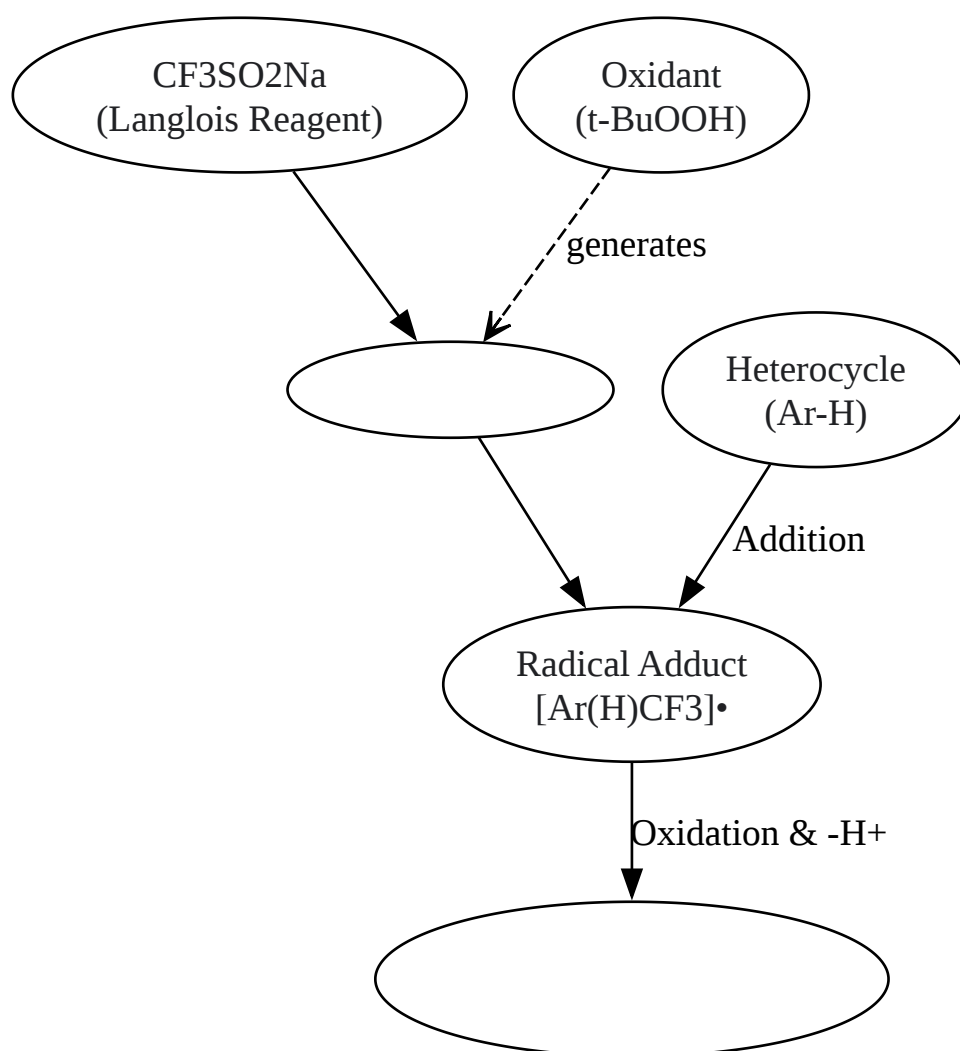 CF3SO2Na
(Langlois Reagent)
Oxidant
(t-BuOOH)
generates
Heterocycle
(Ar-H)
Addition
Radical Adduct
[Ar(H)CF3]•
Oxidation & -H+